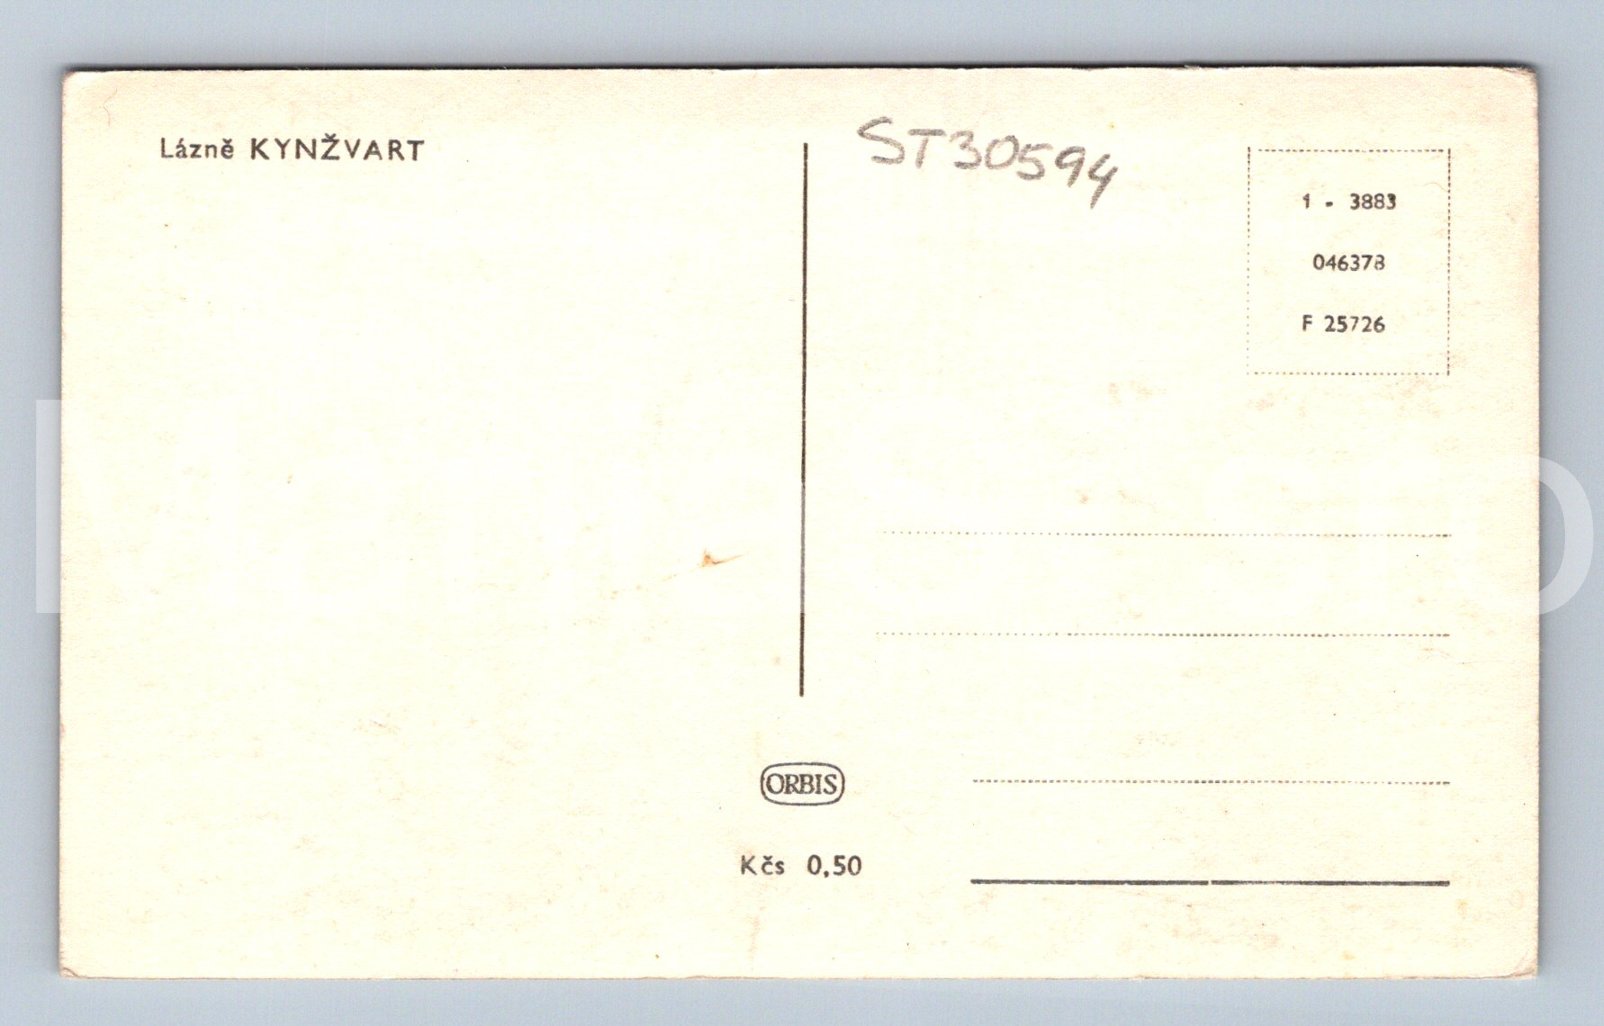 Lázně KYNŽVART
ST30594
1 - 3883
046378
F 25726
ORBIS
Kčs 0,50